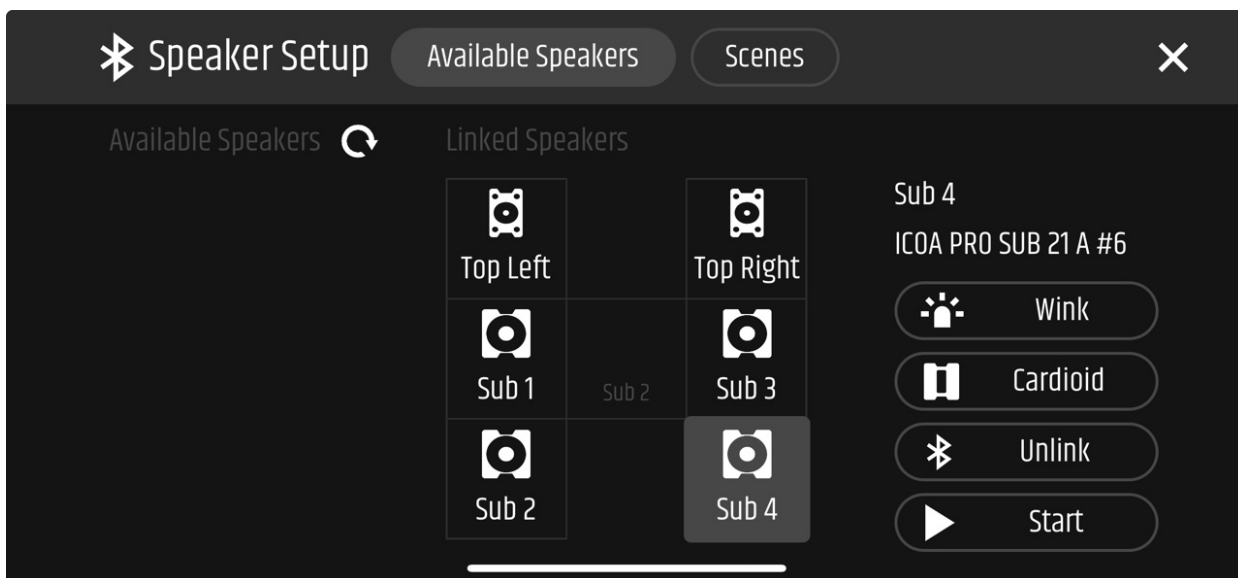 Speaker Setup Available Speakers Scenes
Available Speakers Linked Speakers
Top Left Top Right
Sub 1 Sub 2 Sub 3
Sub 2 Sub 4
Sub 4
ICOA PRO SUB 21 A #6
Wink
Cardioid
Unlink
Start